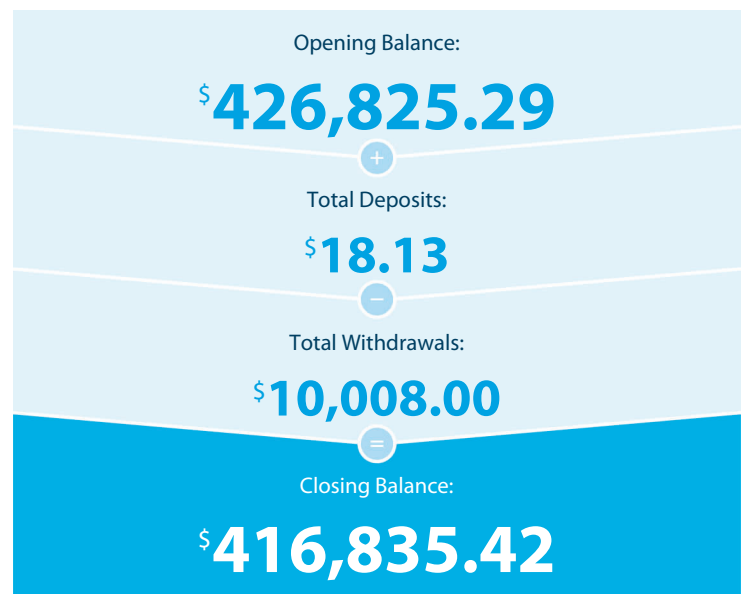 Opening Balance:
$426,825.29
+
Total Deposits:
$18.13
−
Total Withdrawals:
$10,008.00
=
Closing Balance:
$416,835.42